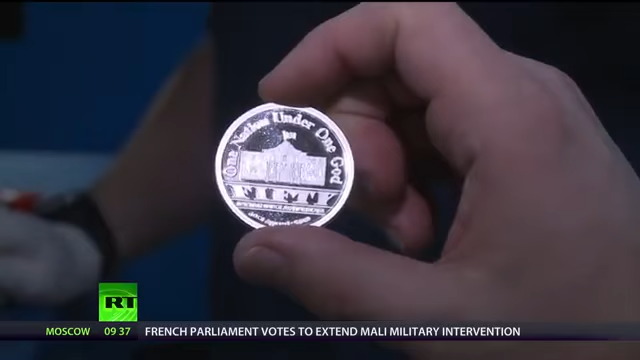 One Nation Under One God
RT
MOSCOW 09 37 FRENCH PARLIAMENT VOTES TO EXTEND MALI MILITARY INTERVENTION